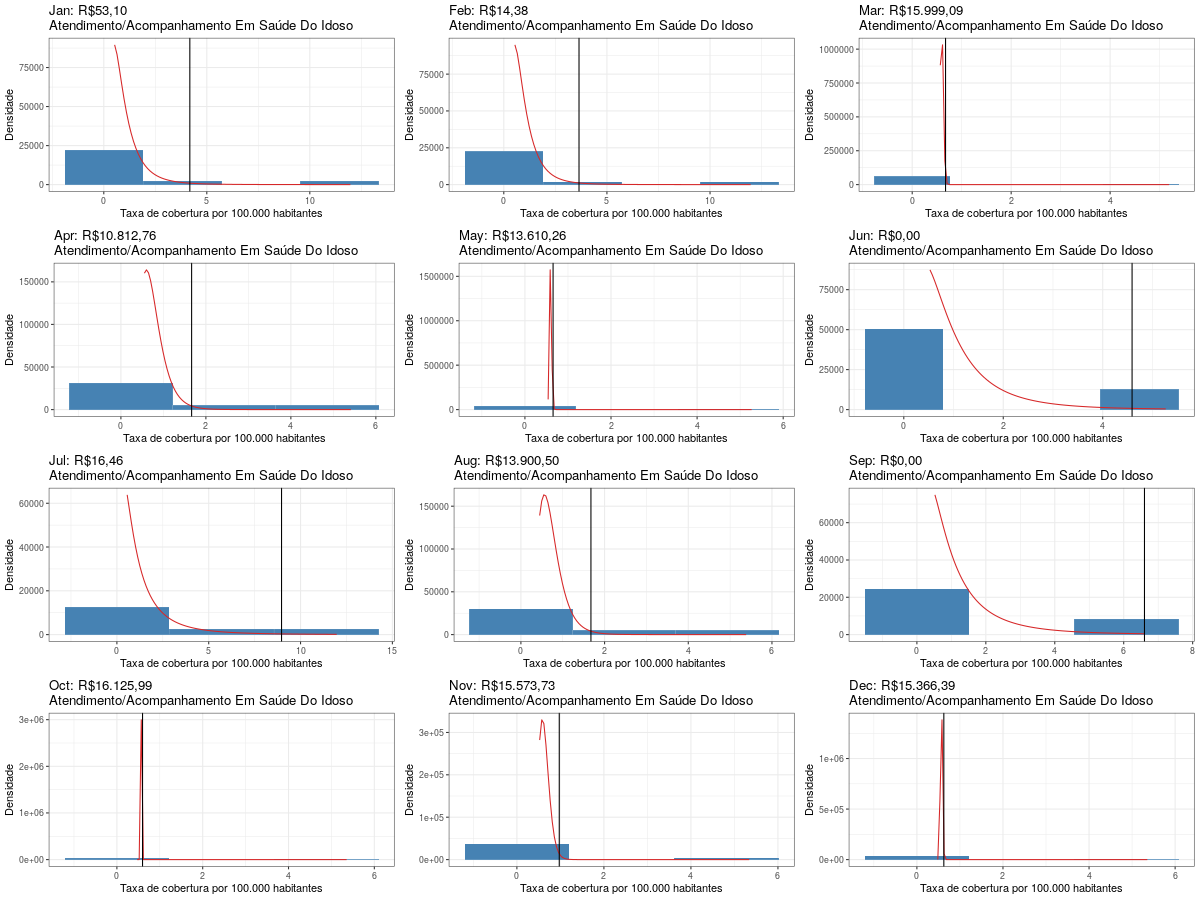 Jan: R$53,10
Atendimento/Acompanhamento Em Saúde Do Idoso
75000
50000
25000
0
Densidade
0 5 10
Taxa de cobertura por 100.000 habitantes
Feb: R$14,38
Atendimento/Acompanhamento Em Saúde Do Idoso
75000
50000
25000
0
Densidade
0 5 10
Taxa de cobertura por 100.000 habitantes
Mar: R$15.999,09
Atendimento/Acompanhamento Em Saúde Do Idoso
1000000
750000
500000
250000
0
Densidade
0 2 4
Taxa de cobertura por 100.000 habitantes
Apr: R$10.812,76
Atendimento/Acompanhamento Em Saúde Do Idoso
150000
100000
50000
0
Densidade
0 2 4 6
Taxa de cobertura por 100.000 habitantes
May: R$13.610,26
Atendimento/Acompanhamento Em Saúde Do Idoso
1500000
1000000
500000
0
Densidade
0 2 4 6
Taxa de cobertura por 100.000 habitantes
Jun: R$0,00
Atendimento/Acompanhamento Em Saúde Do Idoso
75000
50000
25000
0
Densidade
0 2 4
Taxa de cobertura por 100.000 habitantes
Jul: R$16,46
Atendimento/Acompanhamento Em Saúde Do Idoso
60000
40000
20000
0
Densidade
0 5 10 15
Taxa de cobertura por 100.000 habitantes
Aug: R$13.900,50
Atendimento/Acompanhamento Em Saúde Do Idoso
150000
100000
50000
0
Densidade
0 2 4 6
Taxa de cobertura por 100.000 habitantes
Sep: R$0,00
Atendimento/Acompanhamento Em Saúde Do Idoso
60000
40000
20000
0
Densidade
0 2 4 6 8
Taxa de cobertura por 100.000 habitantes
Oct: R$16.125,99
Atendimento/Acompanhamento Em Saúde Do Idoso
3e+06
2e+06
1e+06
0e+00
Densidade
0 2 4 6
Taxa de cobertura por 100.000 habitantes
Nov: R$15.573,73
Atendimento/Acompanhamento Em Saúde Do Idoso
3e+05
2e+05
1e+05
0e+00
Densidade
0 2 4 6
Taxa de cobertura por 100.000 habitantes
Dec: R$15.366,39
Atendimento/Acompanhamento Em Saúde Do Idoso
1e+06
5e+05
0e+00
Densidade
0 2 4 6
Taxa de cobertura por 100.000 habitantes